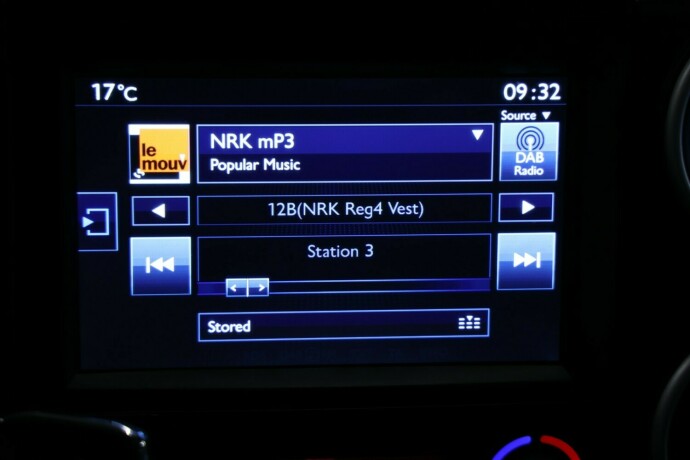 17°C
09:32
Source
le
mouv
NRK mP3
Popular Music
DAB
Radio
12B(NRK Reg4 Vest)
Station 3
Stored